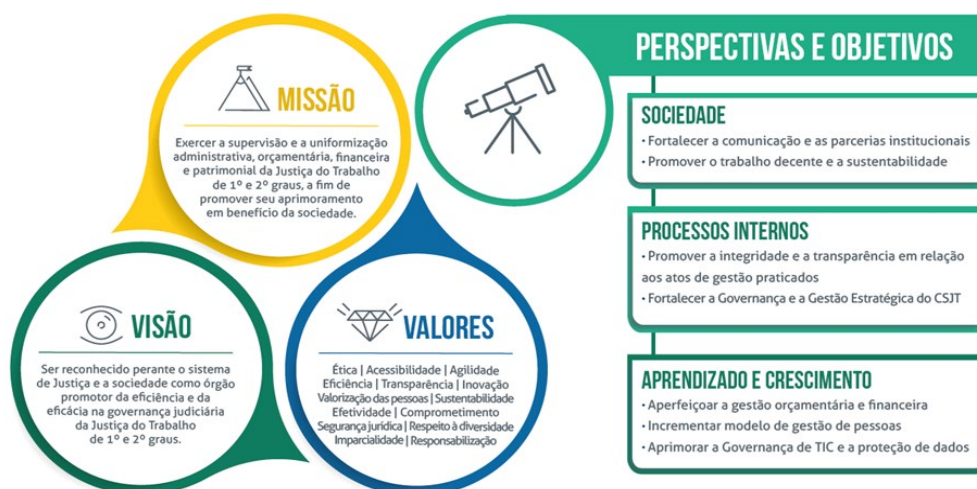 MISSÃO
Exercer a supervisão e a uniformização
administrativa, orçamentária, financeira
e patrimonial da Justiça do Trabalho
de 1º e 2º graus, a fim de
promover seu aprimoramento
em benefício da sociedade.
VISÃO
Ser reconhecido perante o sistema
de Justiça e a sociedade como órgão
promotor da eficiência e da
eficácia na governança judiciária
da Justiça do Trabalho
de 1º e 2º graus.
VALORES
Ética | Acessibilidade | Agilidade
Eficiência | Transparência | Inovação
Valorização das pessoas | Sustentabilidade
Efetividade | Comprometimento
Segurança jurídica | Respeito à diversidade
Imparcialidade | Responsabilização
PERSPECTIVAS E OBJETIVOS
SOCIEDADE
• Fortalecer a comunicação e as parcerias institucionais
• Promover o trabalho decente e a sustentabilidade
PROCESSOS INTERNOS
• Promover a integridade e a transparência em relação
aos atos de gestão praticados
• Fortalecer a Governança e a Gestão Estratégica do CSJT
APRENDIZADO E CRESCIMENTO
• Aperfeiçoar a gestão orçamentária e financeira
• Incrementar modelo de gestão de pessoas
• Aprimorar a Governança de TIC e a proteção de dados